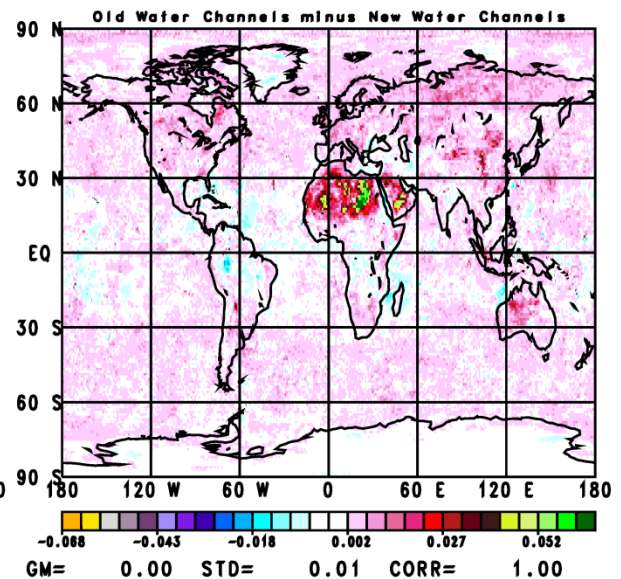 Old Water Channels minus New Water Channels
90 N
60 N
30 N
EQ
30 S
60 S
90 S
0 180 120 W 60 W 0 60 E 120 E 180
-0.068 -0.043 -0.018 0.002 0.027 0.052
GM= 0.00 STD= 0.01 CORR= 1.00